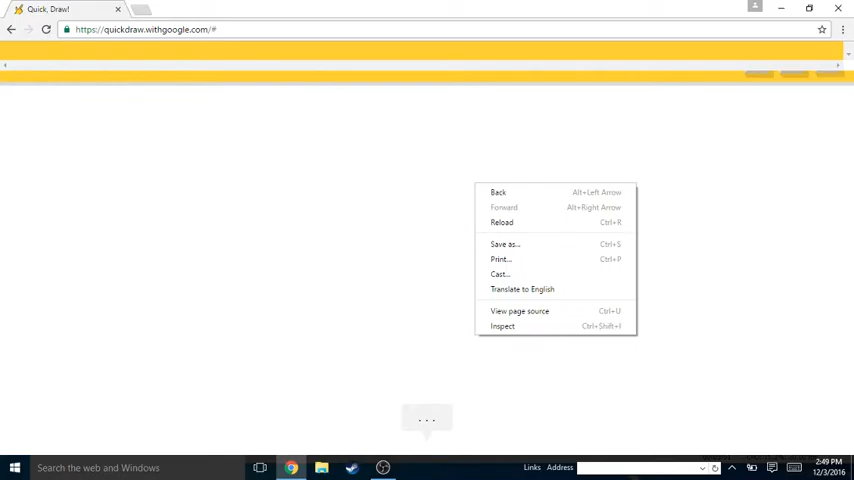 Quick, Draw!
https://quickdraw.withgoogle.com/#
Back Alt+Left Arrow
Forward Alt+Right Arrow
Reload Ctrl+R
Save as... Ctrl+S
Print... Ctrl+P
Cast...
Translate to English
View page source Ctrl+U
Inspect Ctrl+Shift+I
...
Search the web and Windows
Links Address
2:49 PM
12/3/2016